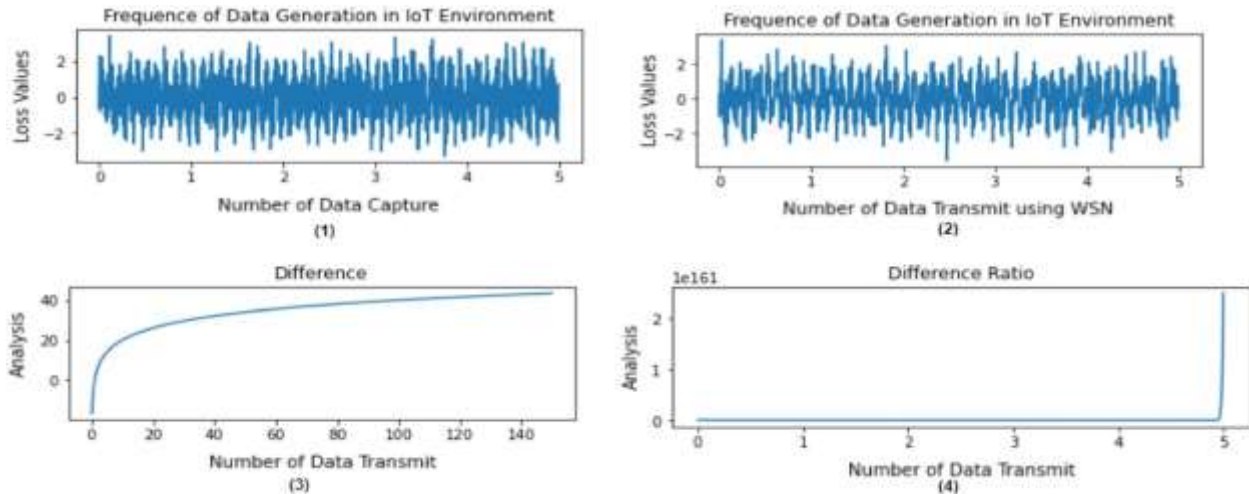 Frequence of Data Generation in IoT Environment
Loss Values
2
0
−2
0 1 2 3 4 5
Number of Data Capture
(1)
Frequence of Data Generation in IoT Environment
Loss Values
2
0
−2
0 1 2 3 4 5
Number of Data Transmit using WSN
(2)
Difference
Analysis
40
20
0
0 20 40 60 80 100 120 140
Number of Data Transmit
(3)
Difference Ratio
1e161
Analysis
2
1
0
0 1 2 3 4 5
Number of Data Transmit
(4)